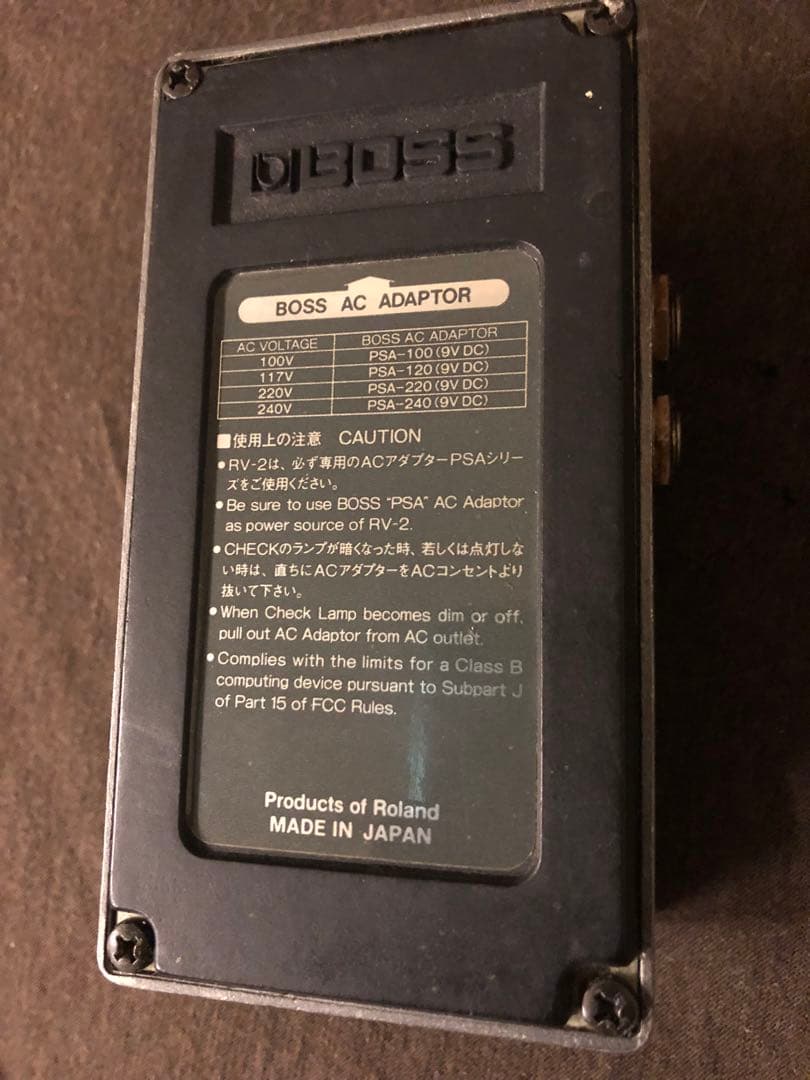 BOSS
BOSS AC ADAPTOR
AC VOLTAGE BOSS AC ADAPTOR
100V PSA-100(9V DC)
117V PSA-120(9V DC)
220V PSA-220(9V DC)
240V PSA-240(9V DC)
■使用上の注意 CAUTION
•RV-2は、必ず専用のACアダプターPSAシリー
ズをご使用ください。
•Be sure to use BOSS "PSA" AC Adaptor
as power source of RV-2.
•CHECKのランプが暗くなった時、若しくは点灯しな
い時は、直ちにACアダプターをACコンセントより
抜いて下さい。
•When Check Lamp becomes dim or off,
pull out AC Adaptor from AC outlet.
•Complies with the limits for a Class B
computing device pursuant to Subpart J
of Part 15 of FCC Rules.
Products of Roland
MADE IN JAPAN